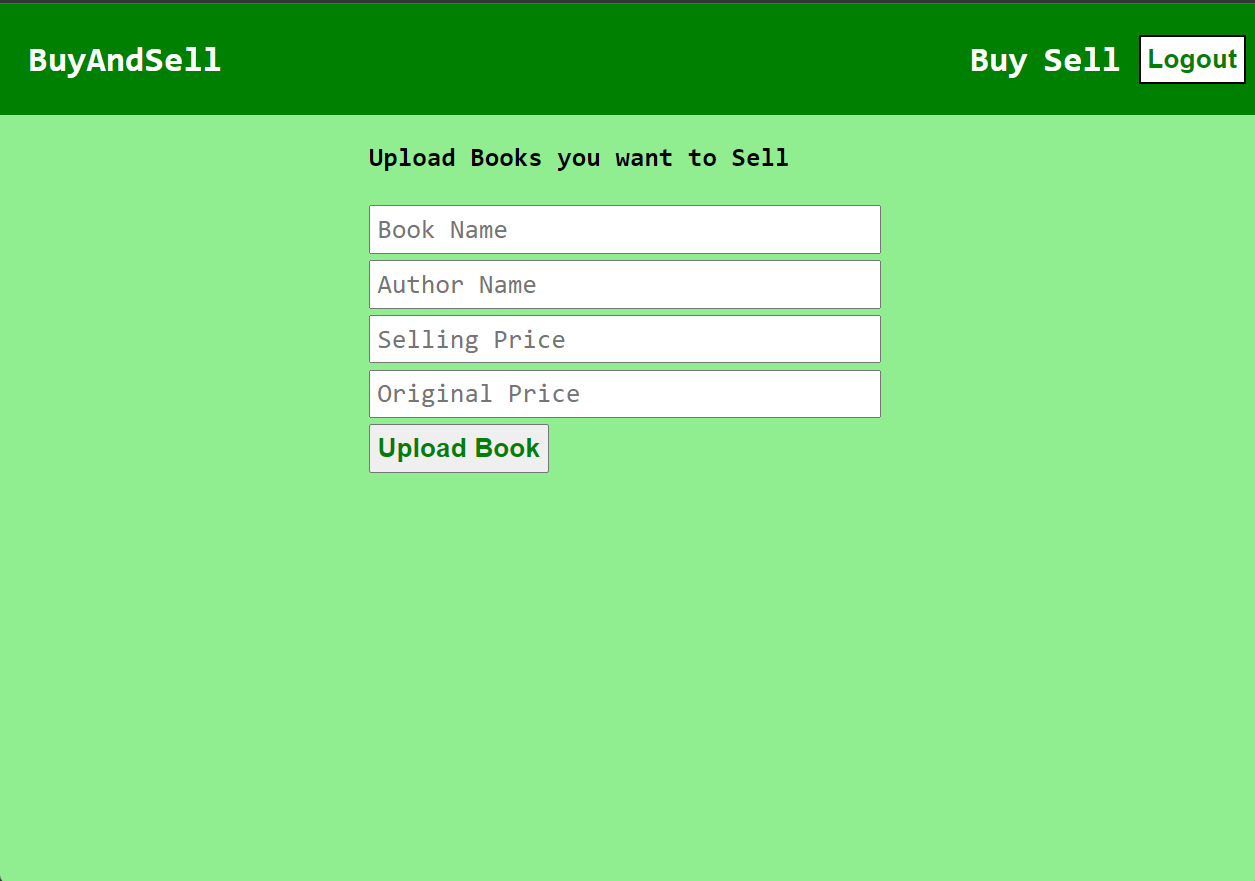 BuyAndSell Buy Sell Logout
Upload Books you want to Sell
Book Name
Author Name
Selling Price
Original Price
Upload Book